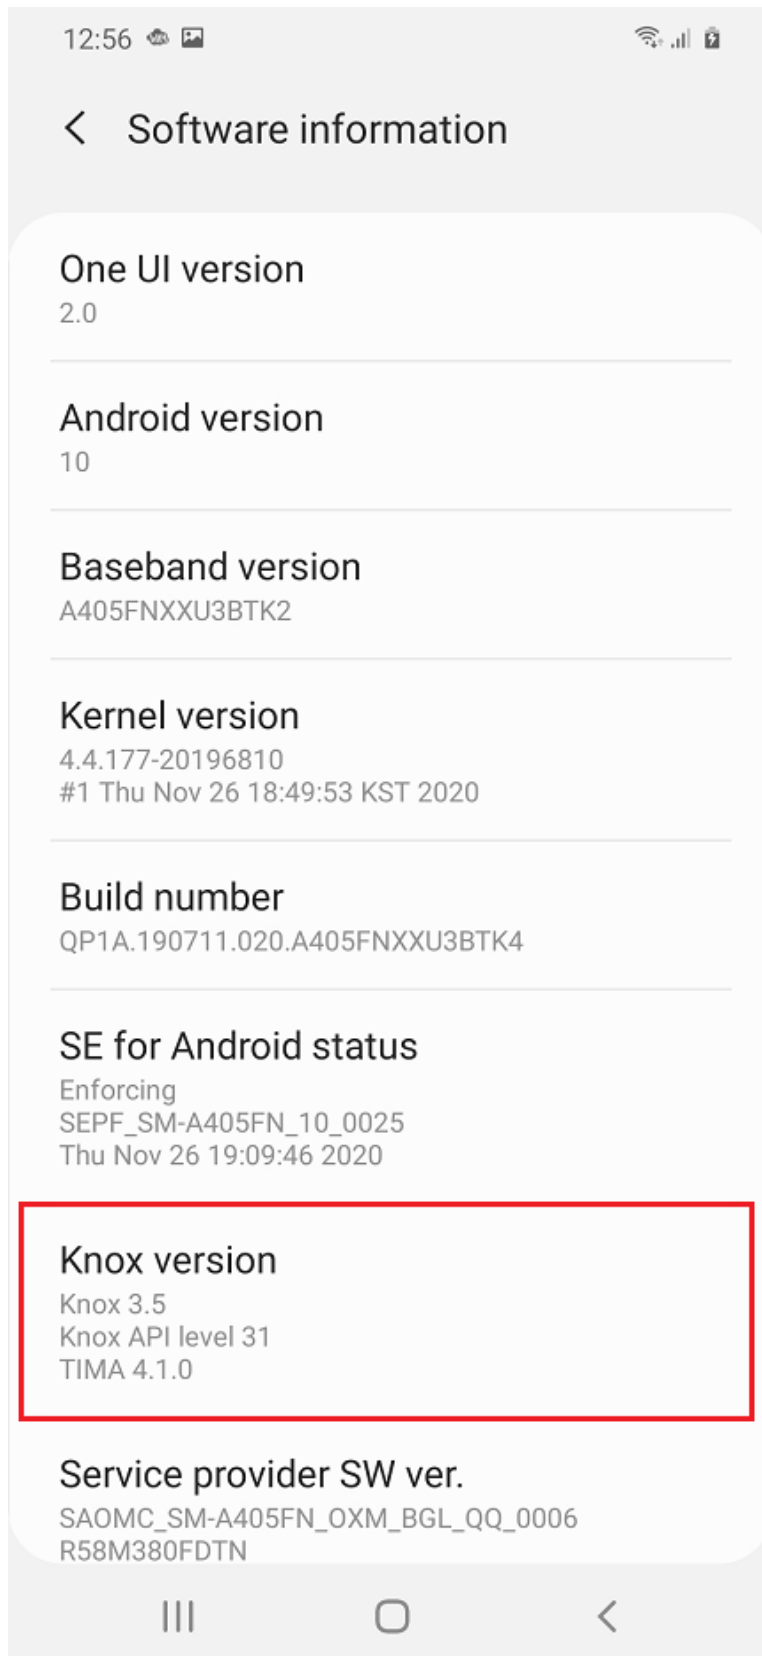 12:56
Software information
One UI version
2.0
Android version
10
Baseband version
A405FNXXU3BTK2
Kernel version
4.4.177-20196810
#1 Thu Nov 26 18:49:53 KST 2020
Build number
QP1A.190711.020.A405FNXXU3BTK4
SE for Android status
Enforcing
SEPF_SM-A405FN_10_0025
Thu Nov 26 19:09:46 2020
Knox version
Knox 3.5
Knox API level 31
TIMA 4.1.0
Service provider SW ver.
SAOMC_SM-A405FN_OXM_BGL_QQ_0006
R58M380FDTN